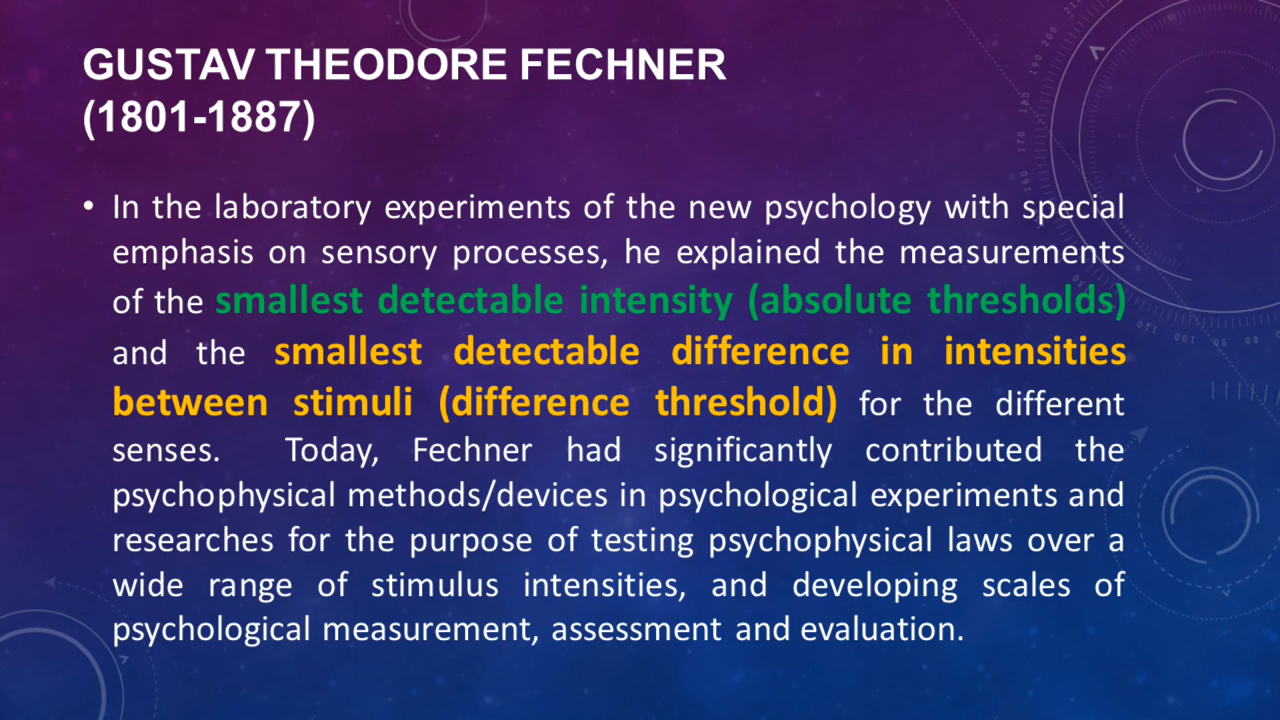 GUSTAV THEODORE FECHNER
(1801-1887)
• In the laboratory experiments of the new psychology with special
emphasis on sensory processes, he explained the measurements
of the smallest detectable intensity (absolute thresholds)
and the smallest detectable difference in intensities
between stimuli (difference threshold) for the different
senses. Today, Fechner had significantly contributed the
psychophysical methods/devices in psychological experiments and
researches for the purpose of testing psychophysical laws over a
wide range of stimulus intensities, and developing scales of
psychological measurement, assessment and evaluation.